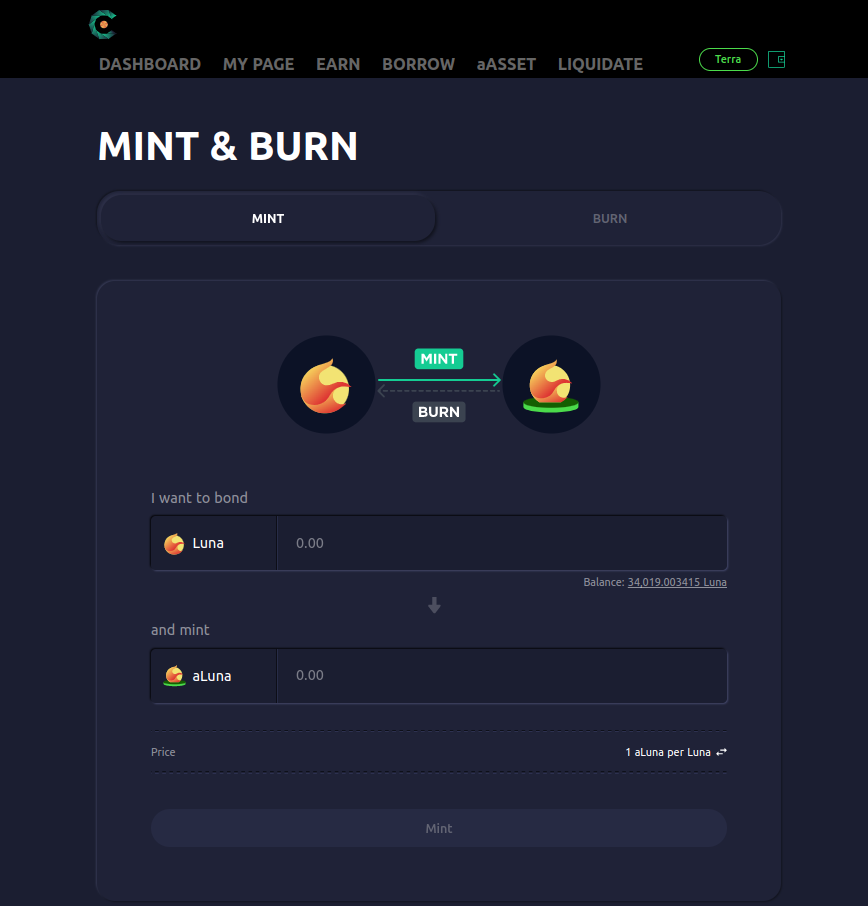 DASHBOARD MY PAGE EARN BORROW aASSET LIQUIDATE Terra
MINT & BURN
MINT BURN
MINT
BURN
I want to bond
Luna 0.00
Balance: 34,019.003415 Luna
and mint
aLuna 0.00
Price 1 aLuna per Luna
Mint